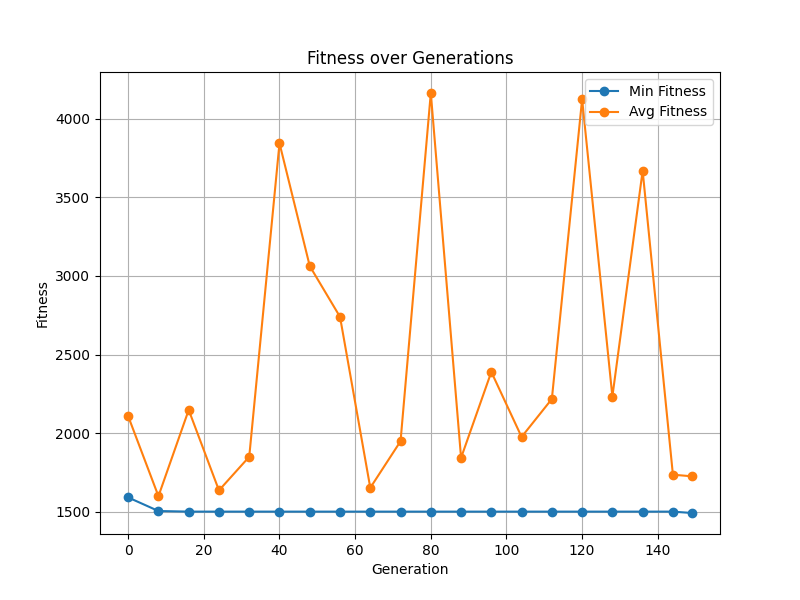 Fitness over Generations
Min Fitness
Avg Fitness
4000
3500
3000
2500
2000
1500
Fitness
0 20 40 60 80 100 120 140
Generation